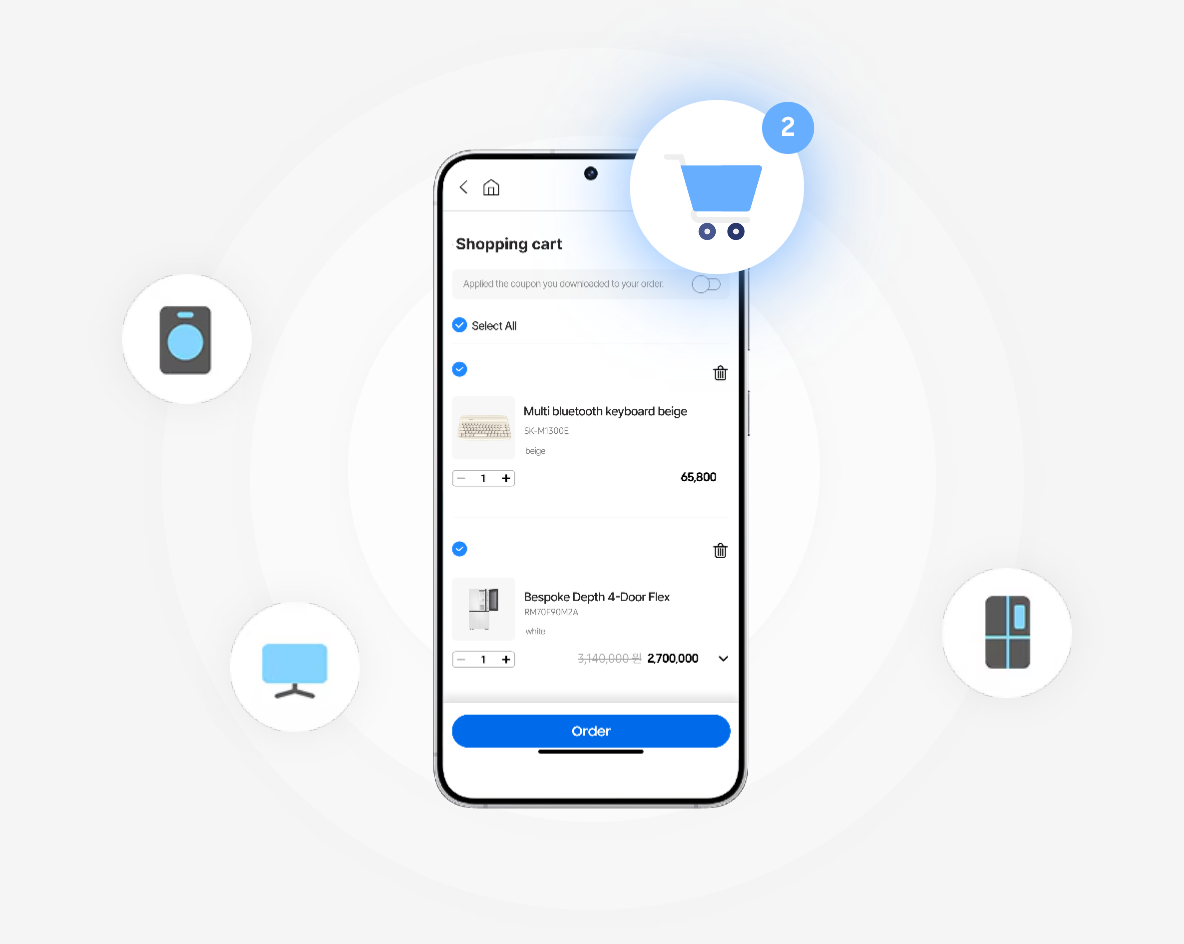 2
Shopping cart
Applied the coupon you downloaded to your order.
Select All
Multi bluetooth keyboard beige
SK-M1300E
beige
1
65,800
Bespoke Depth 4-Door Flex
RM70F90M2A
white
1
3,140,000 원 2,700,000
Order